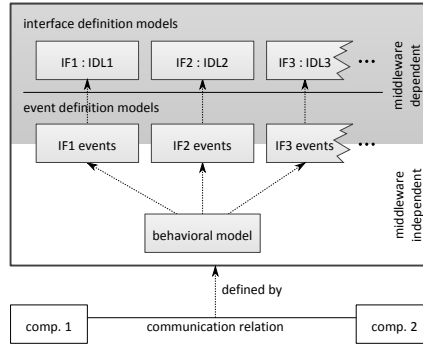 interface definition models
IF1 : IDL1
IF2 : IDL2
IF3 : IDL3
•••
middleware
dependent
event definition models
IF1 events
IF2 events
IF3 events
•••
middleware
independent
behavioral model
defined by
comp. 1
communication relation
comp. 2